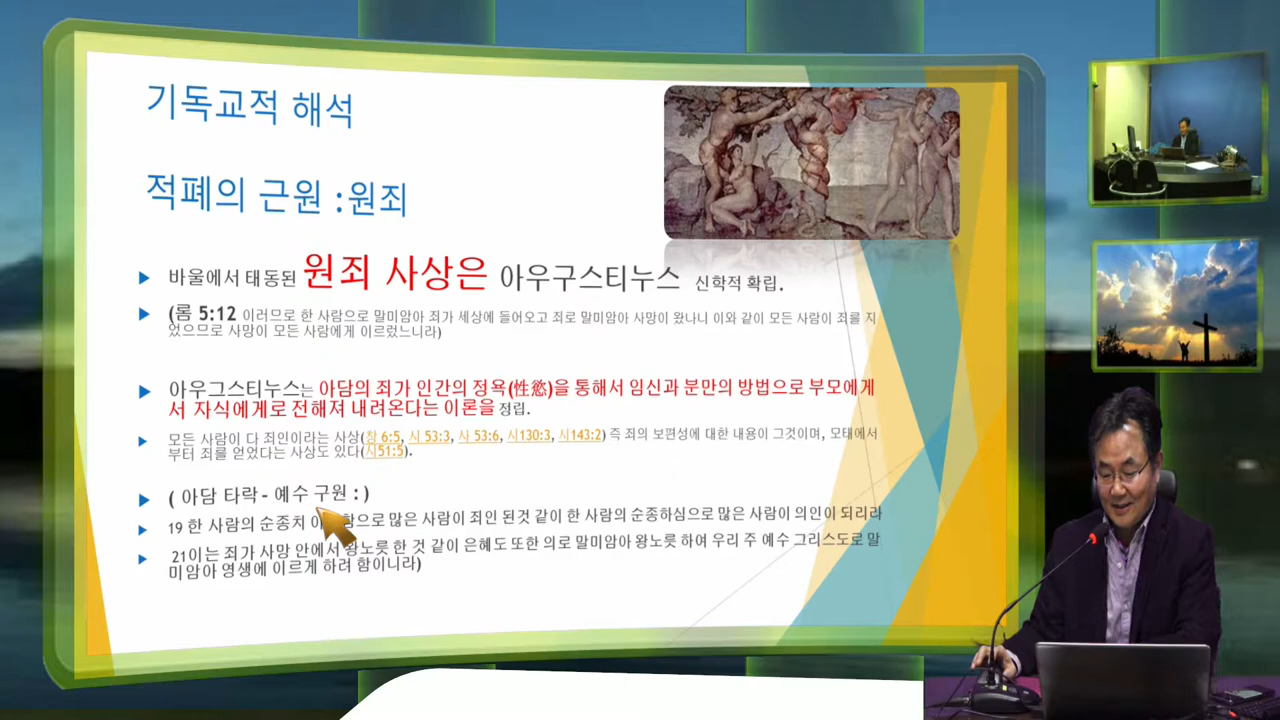 기독교적 해석
적폐의 근원 :원죄
바울에서 태동된 원죄 사상은 아우구스티누스 신학적 확립.
(롬 5:12 이러므로 한 사람으로 말미암아 죄가 세상에 들어오고 죄로 말미암아 사망이 왔나니 이와 같이 모든 사람이 죄를 지
었으므로 사망이 모든 사람에게 이르렀느니라)
아우그스티누스는 아담의 죄가 인간의 정욕(性慾)을 통해서 임신과 분만의 방법으로 부모에게
서 자식에게로 전해져 내려온다는 이론을 정립.
모든 사람이 다 죄인이라는 사상(창 6:5, 시 53:3, 사 53:6, 시130:3, 시143:2) 즉 죄의 보편성에 대한 내용이 그것이며, 모태에서
부터 죄를 얻었다는 사상도 있다(시51:5).
( 아담 타락 - 예수 구원 : )
19 한 사람의 순종치 함으로 많은 사람이 죄인 된것 같이 한 사람의 순종하심으로 많은 사람이 의인이 되리라
21이는 죄가 사망 안에서 왕노릇 한 것 같이 은혜도 또한 의로 말미암아 왕노릇 하여 우리 주 예수 그리스도로 말
미암아 영생에 이르게 하려 함이니라)